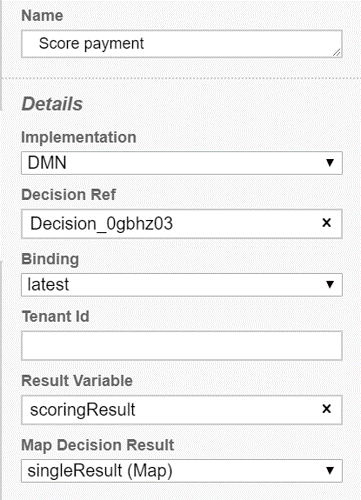 Name
Score payment
Details
Implementation
DMN
Decision Ref
Decision_0gbhz03
Binding
latest
Tenant Id
Result Variable
scoringResult
Map Decision Result
singleResult (Map)